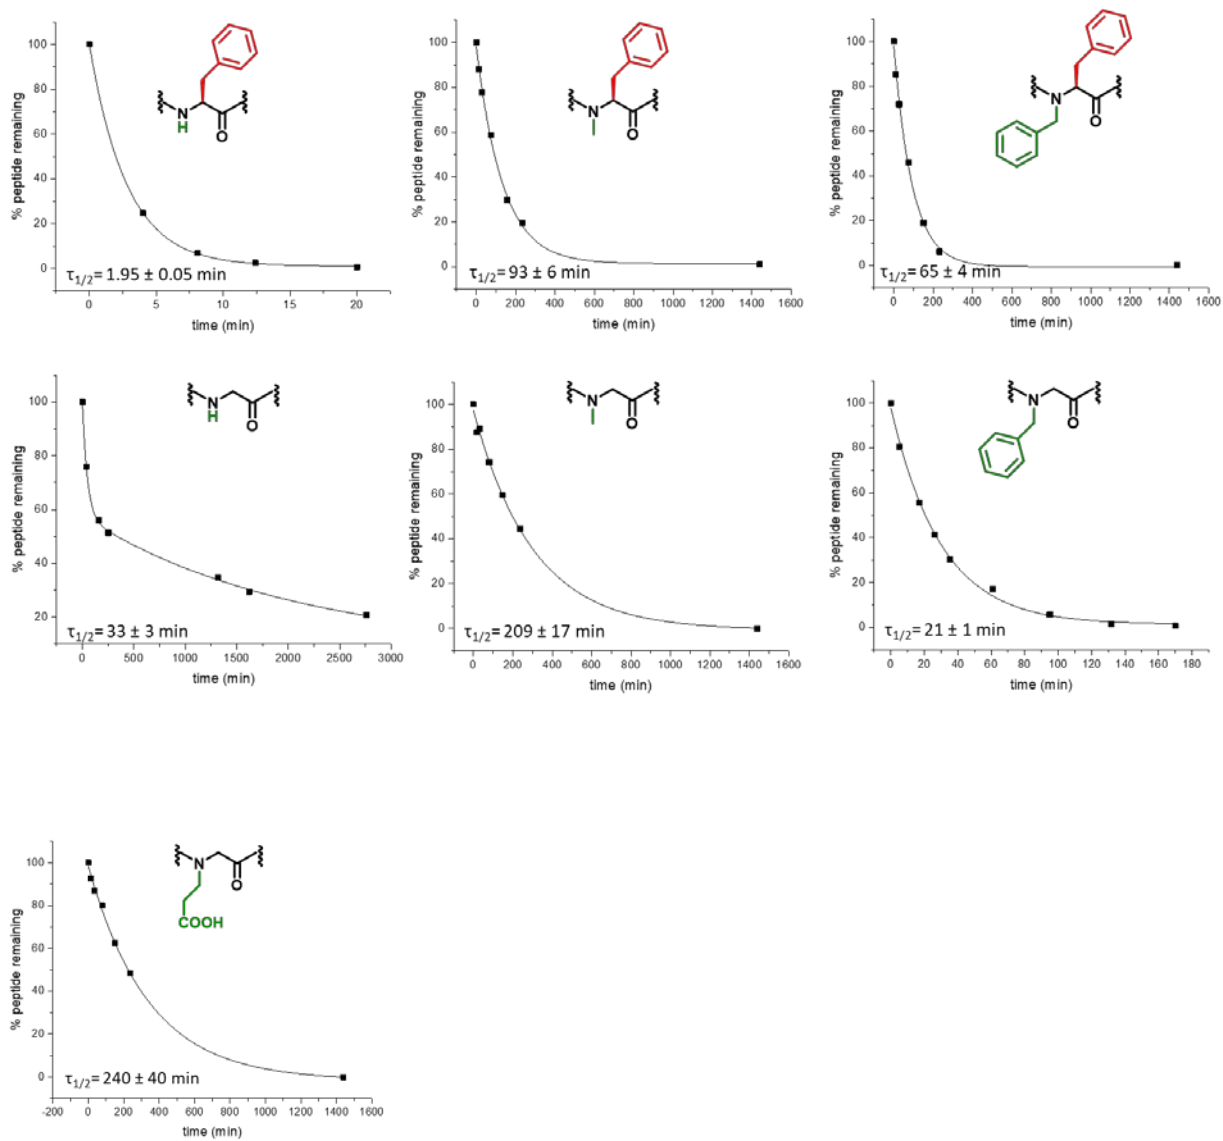 % peptide remaining
100
80
60
40
20
0
N
H
O
τ1/2= 1.95 ± 0.05 min
0 5 10 15 20
time (min)
% peptide remaining
100
80
60
40
20
0
N
O
τ1/2= 93 ± 6 min
0 200 400 600 800 1000 1200 1400 1600
time (min)
% peptide remaining
100
80
60
40
20
0
N
O
τ1/2= 65 ± 4 min
0 200 400 600 800 1000 1200 1400 1600
time (min)
% peptide remaining
100
80
60
40
20
N
H
O
τ1/2= 33 ± 3 min
0 500 1000 1500 2000 2500 3000
time (min)
% peptide remaining
100
80
60
40
20
0
N
O
τ1/2= 209 ± 17 min
0 200 400 600 800 1000 1200 1400 1600
time (min)
% peptide remaining
100
80
60
40
20
0
N
O
τ1/2= 21 ± 1 min
0 20 40 60 80 100 120 140 160 180
time (min)
% peptide remaining
100
80
60
40
20
0
N
O
COOH
τ1/2= 240 ± 40 min
-200 0 200 400 600 800 1000 1200 1400 1600
time (min)